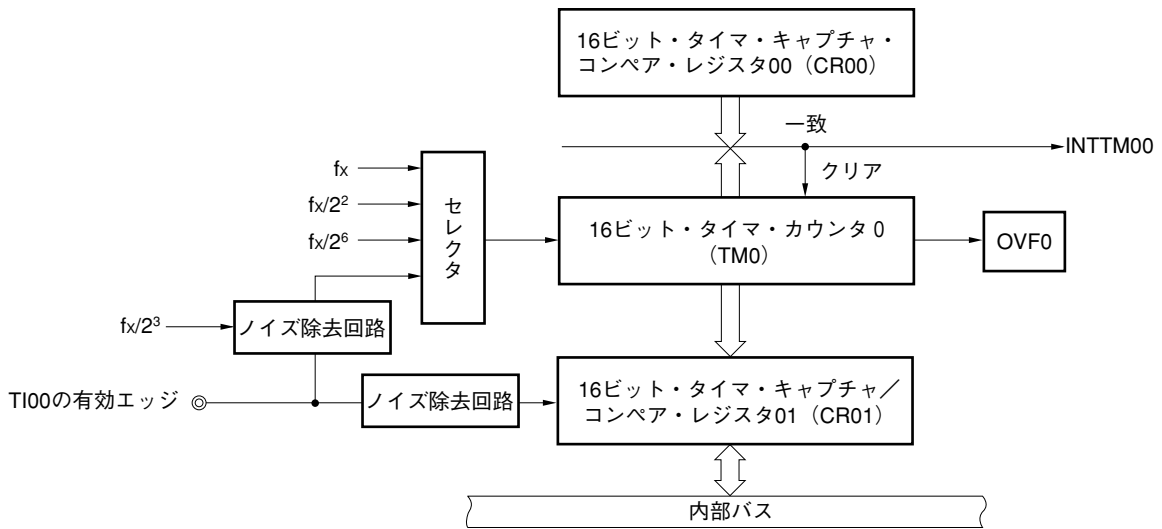 16ビット・タイマ・キャプチャ・
コンペア・レジスタ00（CR00）
一致
INTTM00
クリア
fx
fx/2²
fx/2⁶
セレクタ
16ビット・タイマ・カウンタ0
（TM0）
OVF0
fx/2³
ノイズ除去回路
TI00の有効エッジ
ノイズ除去回路
16ビット・タイマ・キャプチャ／
コンペア・レジスタ01（CR01）
内部バス